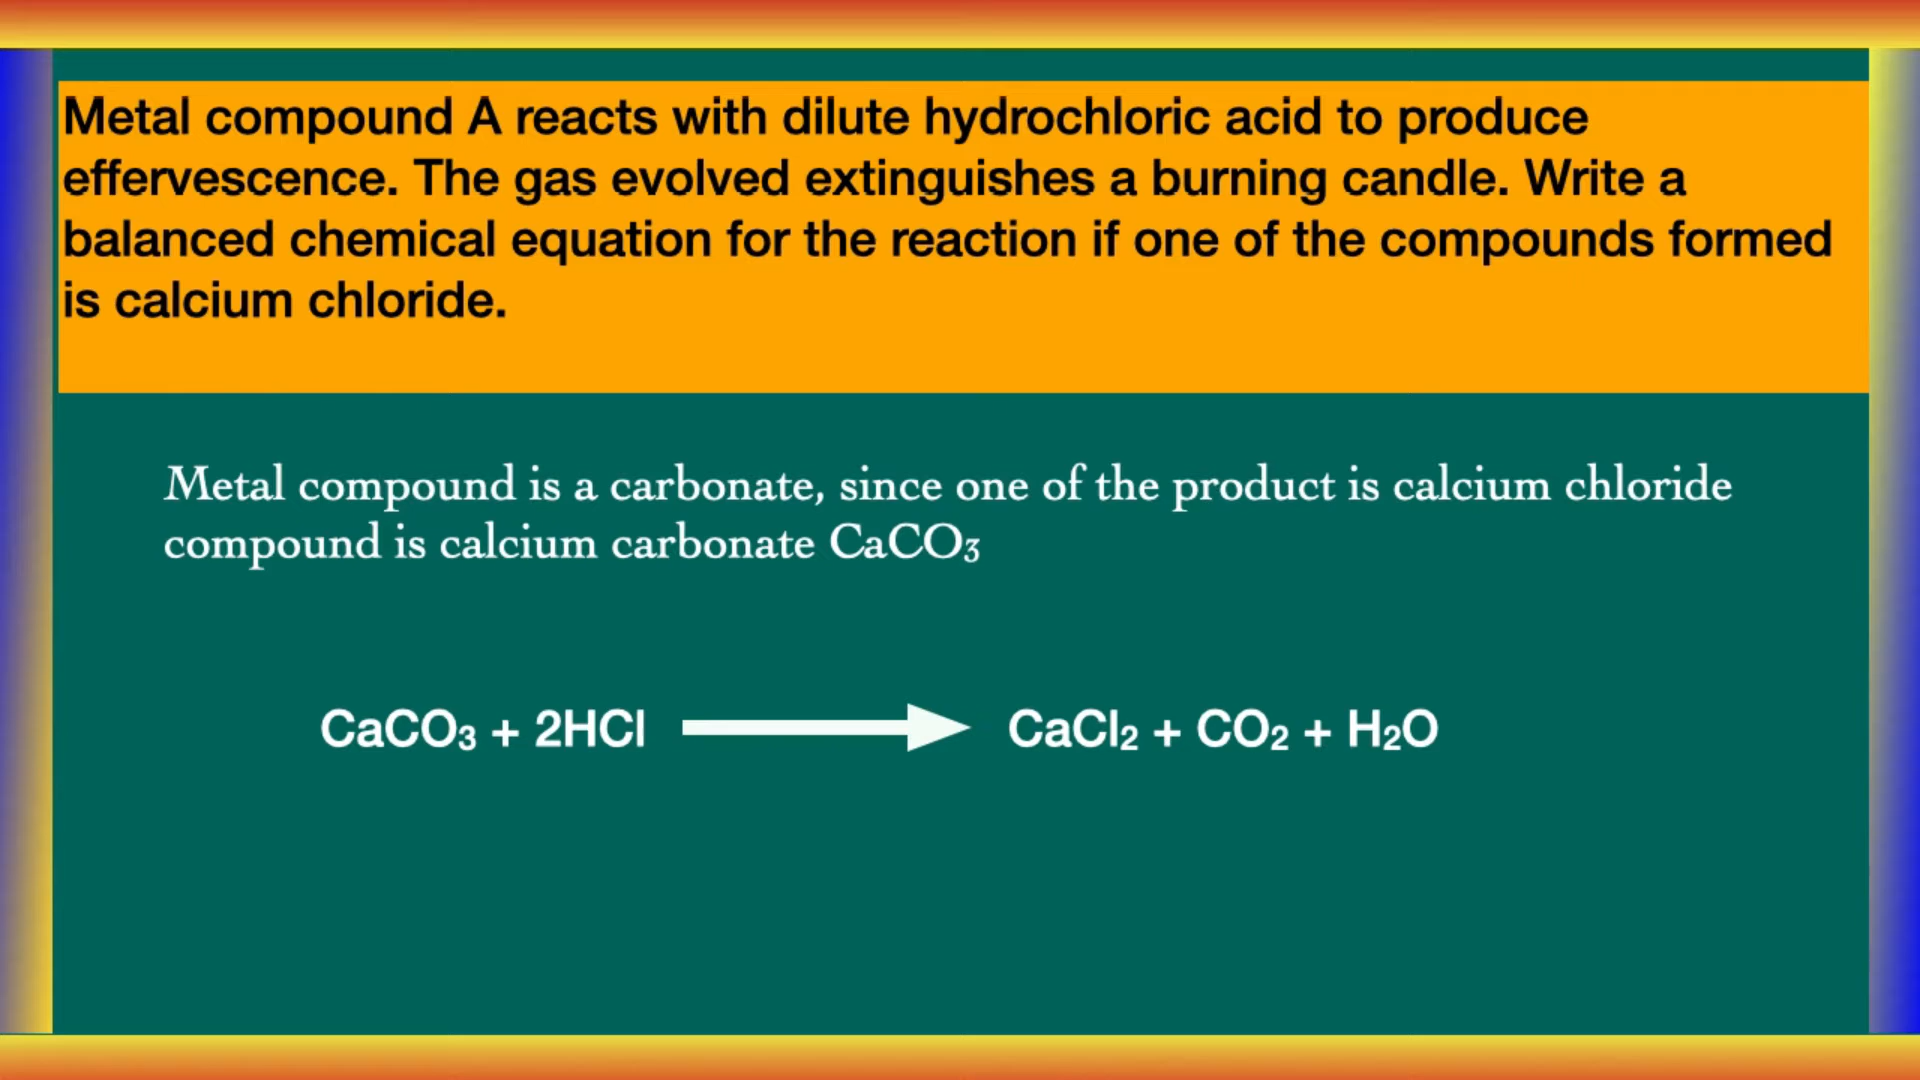 Metal compound A reacts with dilute hydrochloric acid to produce
effervescence. The gas evolved extinguishes a burning candle. Write a
balanced chemical equation for the reaction if one of the compounds formed
is calcium chloride.
Metal compound is a carbonate, since one of the product is calcium chloride
compound is calcium carbonate CaCO₃
CaCO₃ + 2HCl ⟶ CaCl₂ + CO₂ + H₂O